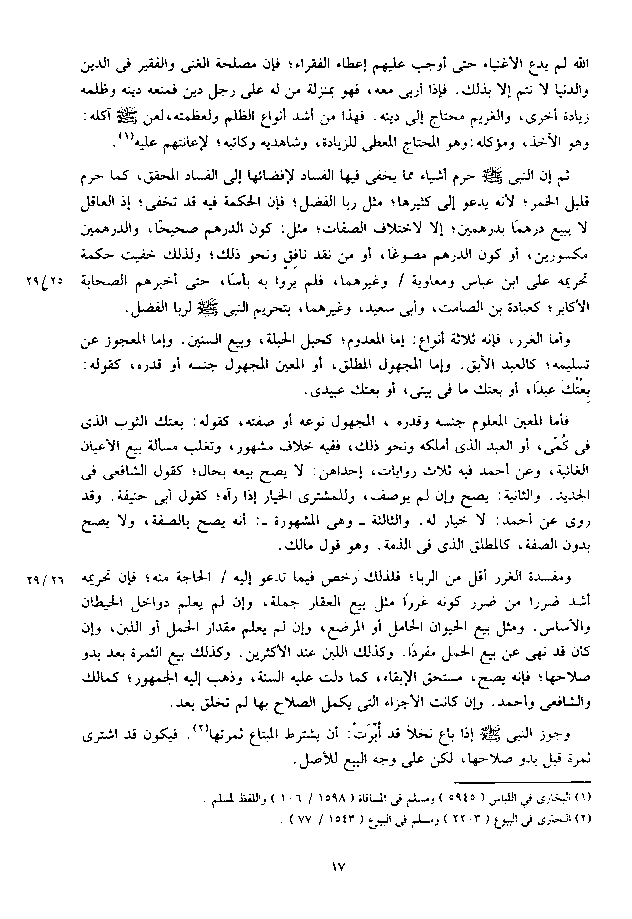 الله لم يدع الأغنياء حتى أوجب عليهم إعطاء الفقراء؛ فإن مصلحة الغنى والفقير فى الدين
والدنيا لا تتم إلا بذلك. فإذا أربى معه، فهو بمنزلة من له على رجل دين فمنعه دينه وظلمه
زيادة أخرى، والغريم محتاج إلى دينه. فهذا من أشد أنواع الظلم ولعظمته، لعن ﷺ آكله:
وهو الآخذ، ومؤكله: وهو المحتاج المعطى للزيادة، وشاهديه وكاتبه؛ لإعانتهم عليه(١).
ثم إن النبى ﷺ حرم أشياء مما يخفى فيها الفساد لإفضائها إلى الفساد المحقق، كما حرم
قليل الخمر؛ لأنه يدعو إلى كثيرها؛ مثل ربا الفضل؛ فإن الحكمة فيه قد تخفى؛ إذ العاقل
لا يبيع درهمًا بدرهمين؛ إلا لاختلاف الصفات؛ مثل: كون الدرهم صحيحًا، والدرهمين
مكسورين، أو كون الدرهم مصوغًا، أو من نقد نافق ونحو ذلك؛ ولذلك خفيت حكمة
تحريمه على ابن عباس ومعاوية / وغيرهما، فلم يروا به بأسًا، حتى أخبرهم الصحابة ٢٩/٢٥
الأكابر؛ كعبادة بن الصامت، وأبى سعيد، وغيرهما، بتحريم النبى ﷺ لربا الفضل.
وأما الغرر، فإنه ثلاثة أنواع: إما المعدوم؛ كحبل الحبلة، وبيع السنين. وإما المعجوز عن
تسليمه؛ كالعبد الآبق. وإما المجهول المطلق، أو المعين المجهول جنسه أو قدره، كقوله:
بِعْتُكَ عبدًا، أو بعتك ما فى بيتى، أو بعتك عبيدى.
فأما المعين المعلوم جنسه وقدره ، المجهول نوعه أو صفته، كقوله: بعتك الثوب الذى
فى كُمِّى، أو العبد الذى أملكه ونحو ذلك، ففيه خلاف مشهور، وتغلب مسألة بيع الأعيان
الغائبة، وعن أحمد فيه ثلاث روايات، إحداهن: لا يصح بيعه بحال؛ كقول الشافعى فى
الجديد. والثانية: يصح وإن لم يوصف، وللمشترى الخيار إذا رآه؛ كقول أبى حنيفة. وقد
روى عن أحمد: لا خيار له. والثالثة ـ وهى المشهورة ـ: أنه يصح بالصفة، ولا يصح
بدون الصفة، كالمطلق الذى فى الذمة. وهو قول مالك.
ومفسدة الغرر أقل من الربا؛ فلذلك رخص فيما تدعو إليه / الحاجة منه؛ فإن تحريمه ٢٩/٢٦
أشد ضررا من ضرر كونه غررًا مثل بيع العقار جملة، وإن لم يعلم دواخل الحيطان
والأساس. ومثل بيع الحيوان الحامل أو المرضع، وإن لم يعلم مقدار الحمل أو اللبن، وإن
كان قد نهى عن بيع الحمل مفردًا. وكذلك اللبن عند الأكثرين. وكذلك بيع الثمرة بعد بدو
صلاحها؛ فإنه يصح، مستحق الإبقاء، كما دلت عليه السنة، وذهب إليه الجمهور؛ كمالك
والشافعى وأحمد. وإن كانت الأجزاء التى يكمل الصلاح بها لم تخلق بعد.
وجوز النبى ﷺ إذا باع نخلاً قد أُبِّرَتْ: أن يشترط المبتاع ثمرتها(٢). فيكون قد اشترى
ثمرة قبل بدو صلاحها، لكن على وجه البيع للأصل.
(١) البخارى فى اللباس ( ٥٩٤٥ ) ومسلم فى المساقاة ( ١٥٩٨ / ١٠٦ ) واللفظ لمسلم .
(٢) البخارى فى البيوع ( ٢٢٠٣ ) ومسلم فى البيوع ( ١٥٤٣ / ٧٧ ) .
١٧